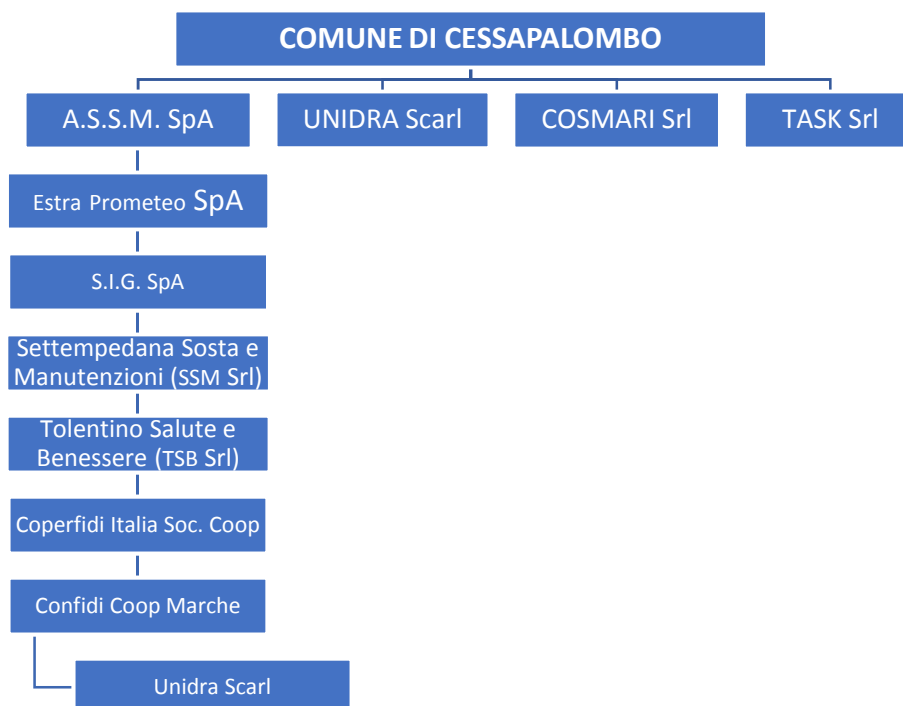 COMUNE DI CESSAPALOMBO
A.S.S.M. SpA
UNIDRA Scarl
COSMARI Srl
TASK Srl
Estra Prometeo SpA
S.I.G. SpA
Settempedana Sosta e
Manutenzioni (SSM Srl)
Tolentino Salute e
Benessere (TSB Srl)
Coperfidi Italia Soc. Coop
Confidi Coop Marche
Unidra Scarl